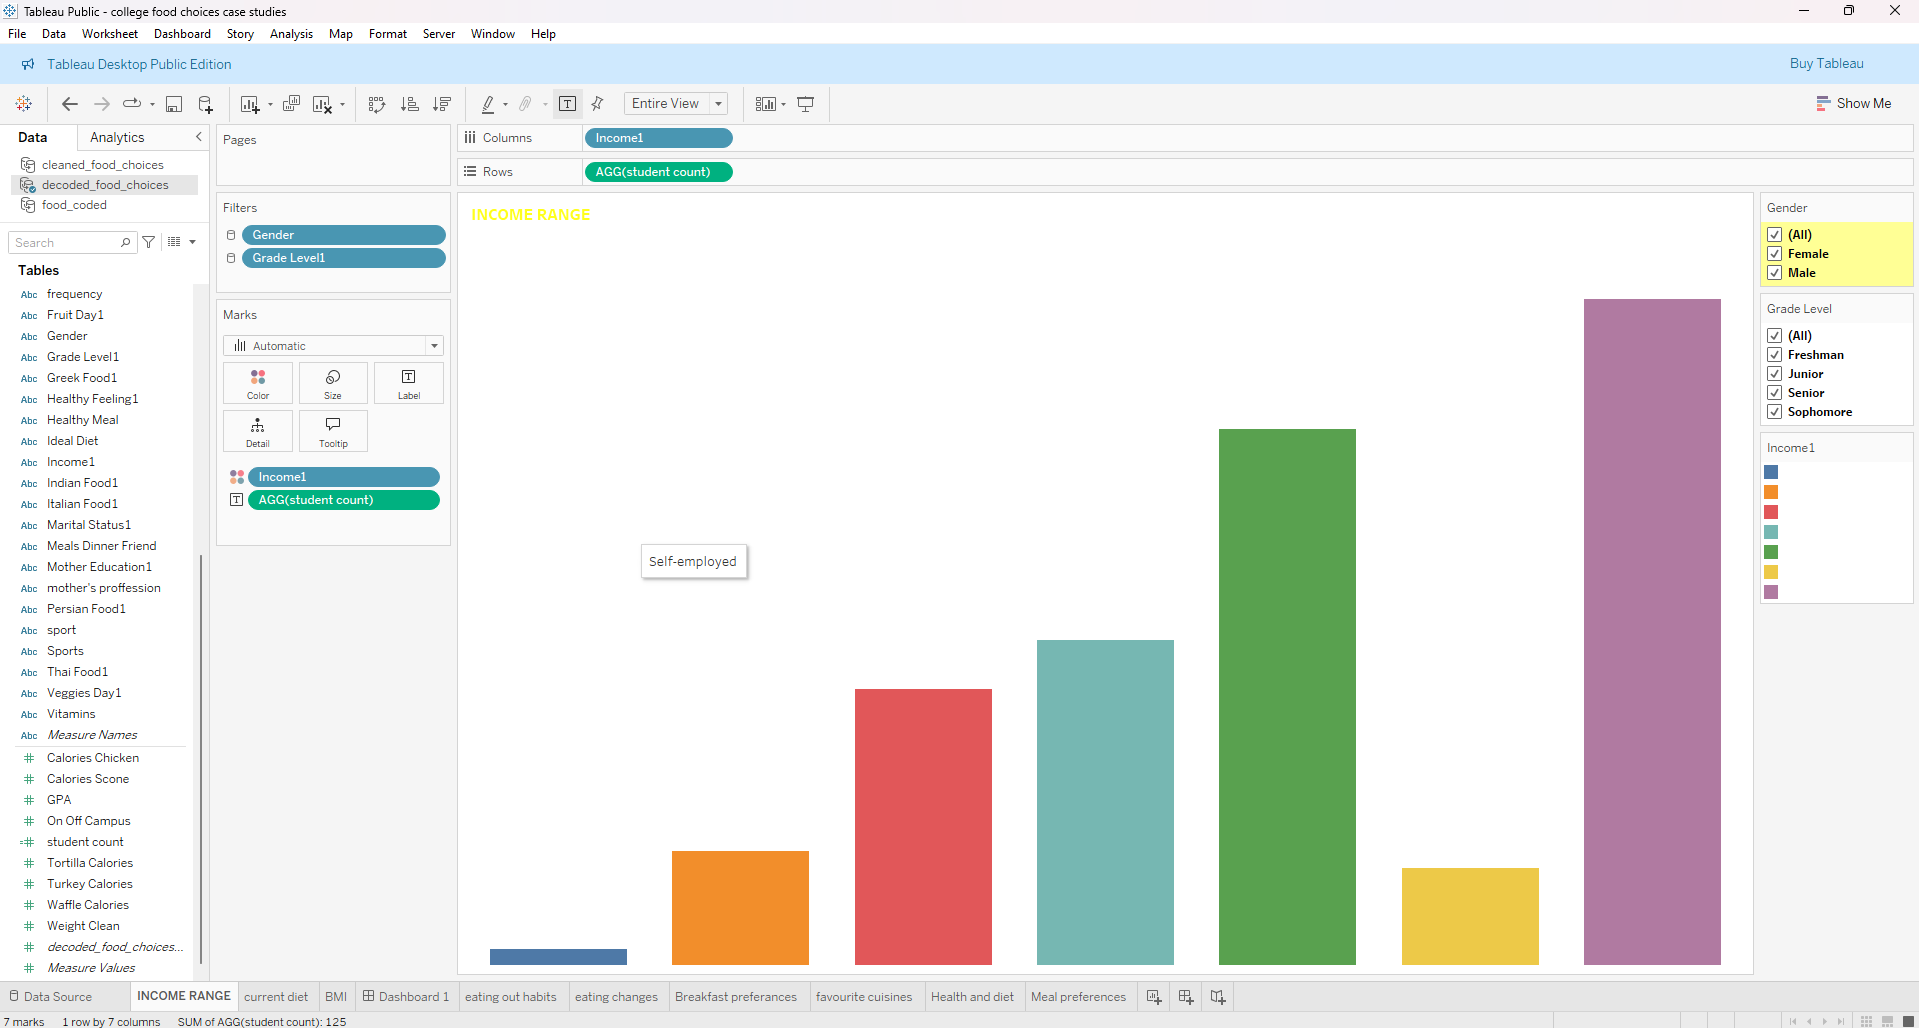 Tableau Public - college food choices case studies
File Data Worksheet Dashboard Story Analysis Map Format Server Window Help
Tableau Desktop Public Edition
Buy Tableau
Entire View
Show Me
Data Analytics
cleaned_food_choices
decoded_food_choices
food_coded
Search
Tables
Abc frequency
Abc Fruit Day1
Abc Gender
Abc Grade Level1
Abc Greek Food1
Abc Healthy Feeling1
Abc Healthy Meal
Abc Ideal Diet
Abc Income1
Abc Indian Food1
Abc Italian Food1
Abc Marital Status1
Abc Meals Dinner Friend
Abc Mother Education1
Abc mother's proffession
Abc Persian Food1
Abc sport
Abc Sports
Abc Thai Food1
Abc Veggies Day1
Abc Vitamins
Abc Measure Names
# Calories Chicken
# Calories Scone
# GPA
# On Off Campus
=# student count
# Tortilla Calories
# Turkey Calories
# Waffle Calories
# Weight Clean
# decoded_food_choices...
# Measure Values
Pages
Filters
Gender
Grade Level1
Marks
Automatic
Color Size Label
Detail Tooltip
Income1
AGG(student count)
Columns Income1
Rows AGG(student count)
INCOME RANGE
Self-employed
Gender
(All)
Female
Male
Grade Level
(All)
Freshman
Junior
Senior
Sophomore
Income1
Data Source INCOME RANGE current diet BMI Dashboard 1 eating out habits eating changes Breakfast preferances favourite cuisines Health and diet Meal preferences
7 marks 1 row by 7 columns SUM of AGG(student count): 125